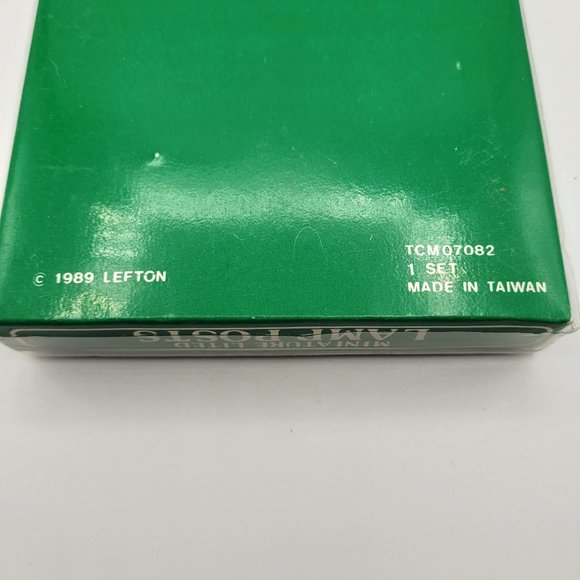 © 1989 LEFTON
TCM07082
1 SET
MADE IN TAIWAN
MINIATURE LITED
LAMP POSTS